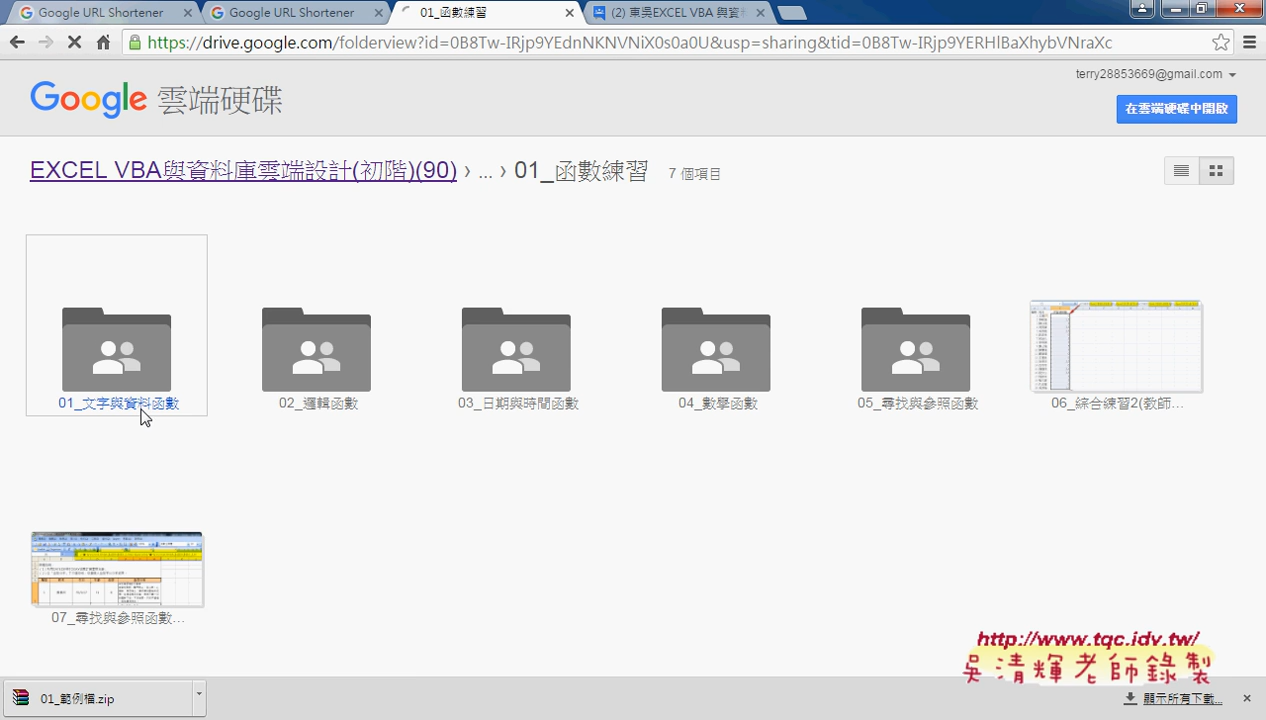 Google URL Shortener
Google URL Shortener
01_函數練習
(2) 東吳EXCEL VBA 與資
https://drive.google.com/folderview?id=0B8Tw-IRjp9YEdnNKNVNiX0s0a0U&usp=sharing&tid=0B8Tw-IRjp9YERHlBaXhybVNraXc
terry28853669@gmail.com
Google 雲端硬碟
在雲端硬碟中開啟
EXCEL VBA與資料庫雲端設計(初階)(90) › ... › 01_函數練習 7 個項目
01_文字與資料函數
02_邏輯函數
03_日期與時間函數
04_數學函數
05_尋找與參照函數
06_綜合練習2(教師...
07_尋找與參照函數...
http://www.tqc.idv.tw/
吳清輝老師錄製
01_範例檔.zip
顯示所有下載...